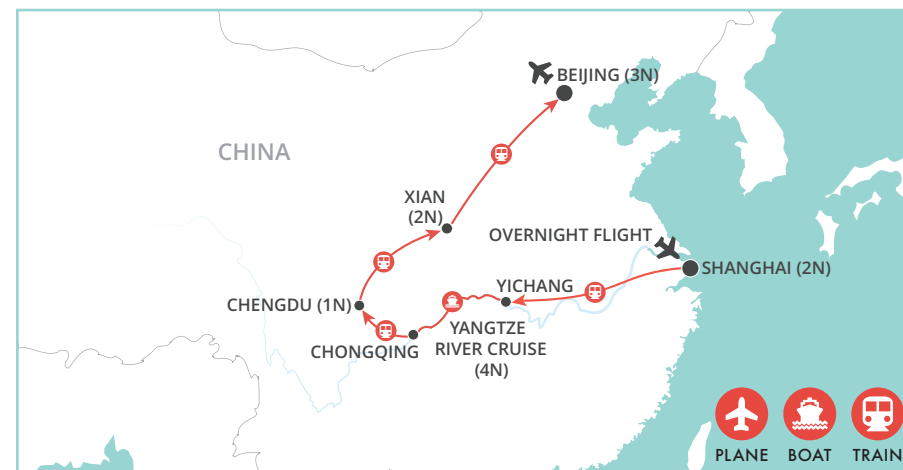 BEIJING (3N)
CHINA
XIAN
(2N)
OVERNIGHT FLIGHT
SHANGHAI (2N)
YICHANG
CHENGDU (1N)
YANGTZE
RIVER CRUISE
(4N)
CHONGQING
PLANE
BOAT
TRAIN